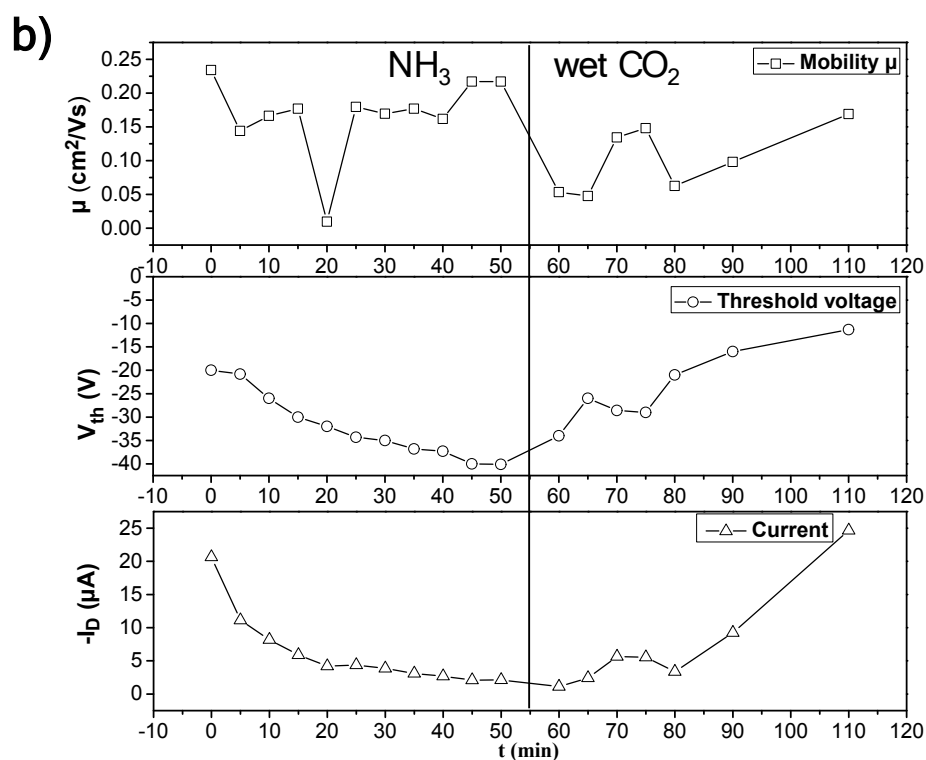 b)
NH3
wet CO2
Mobility μ
0.25
0.20
0.15
0.10
0.05
0.00
μ (cm²/Vs)
-10 0 10 20 30 40 50 60 70 80 90 100 110 120
Threshold voltage
0
-5
-10
-15
-20
-25
-30
-35
-40
Vth (V)
-10 0 10 20 30 40 50 60 70 80 90 100 110 120
Current
25
20
15
10
5
0
-ID (μA)
-10 0 10 20 30 40 50 60 70 80 90 100 110 120
t (min)